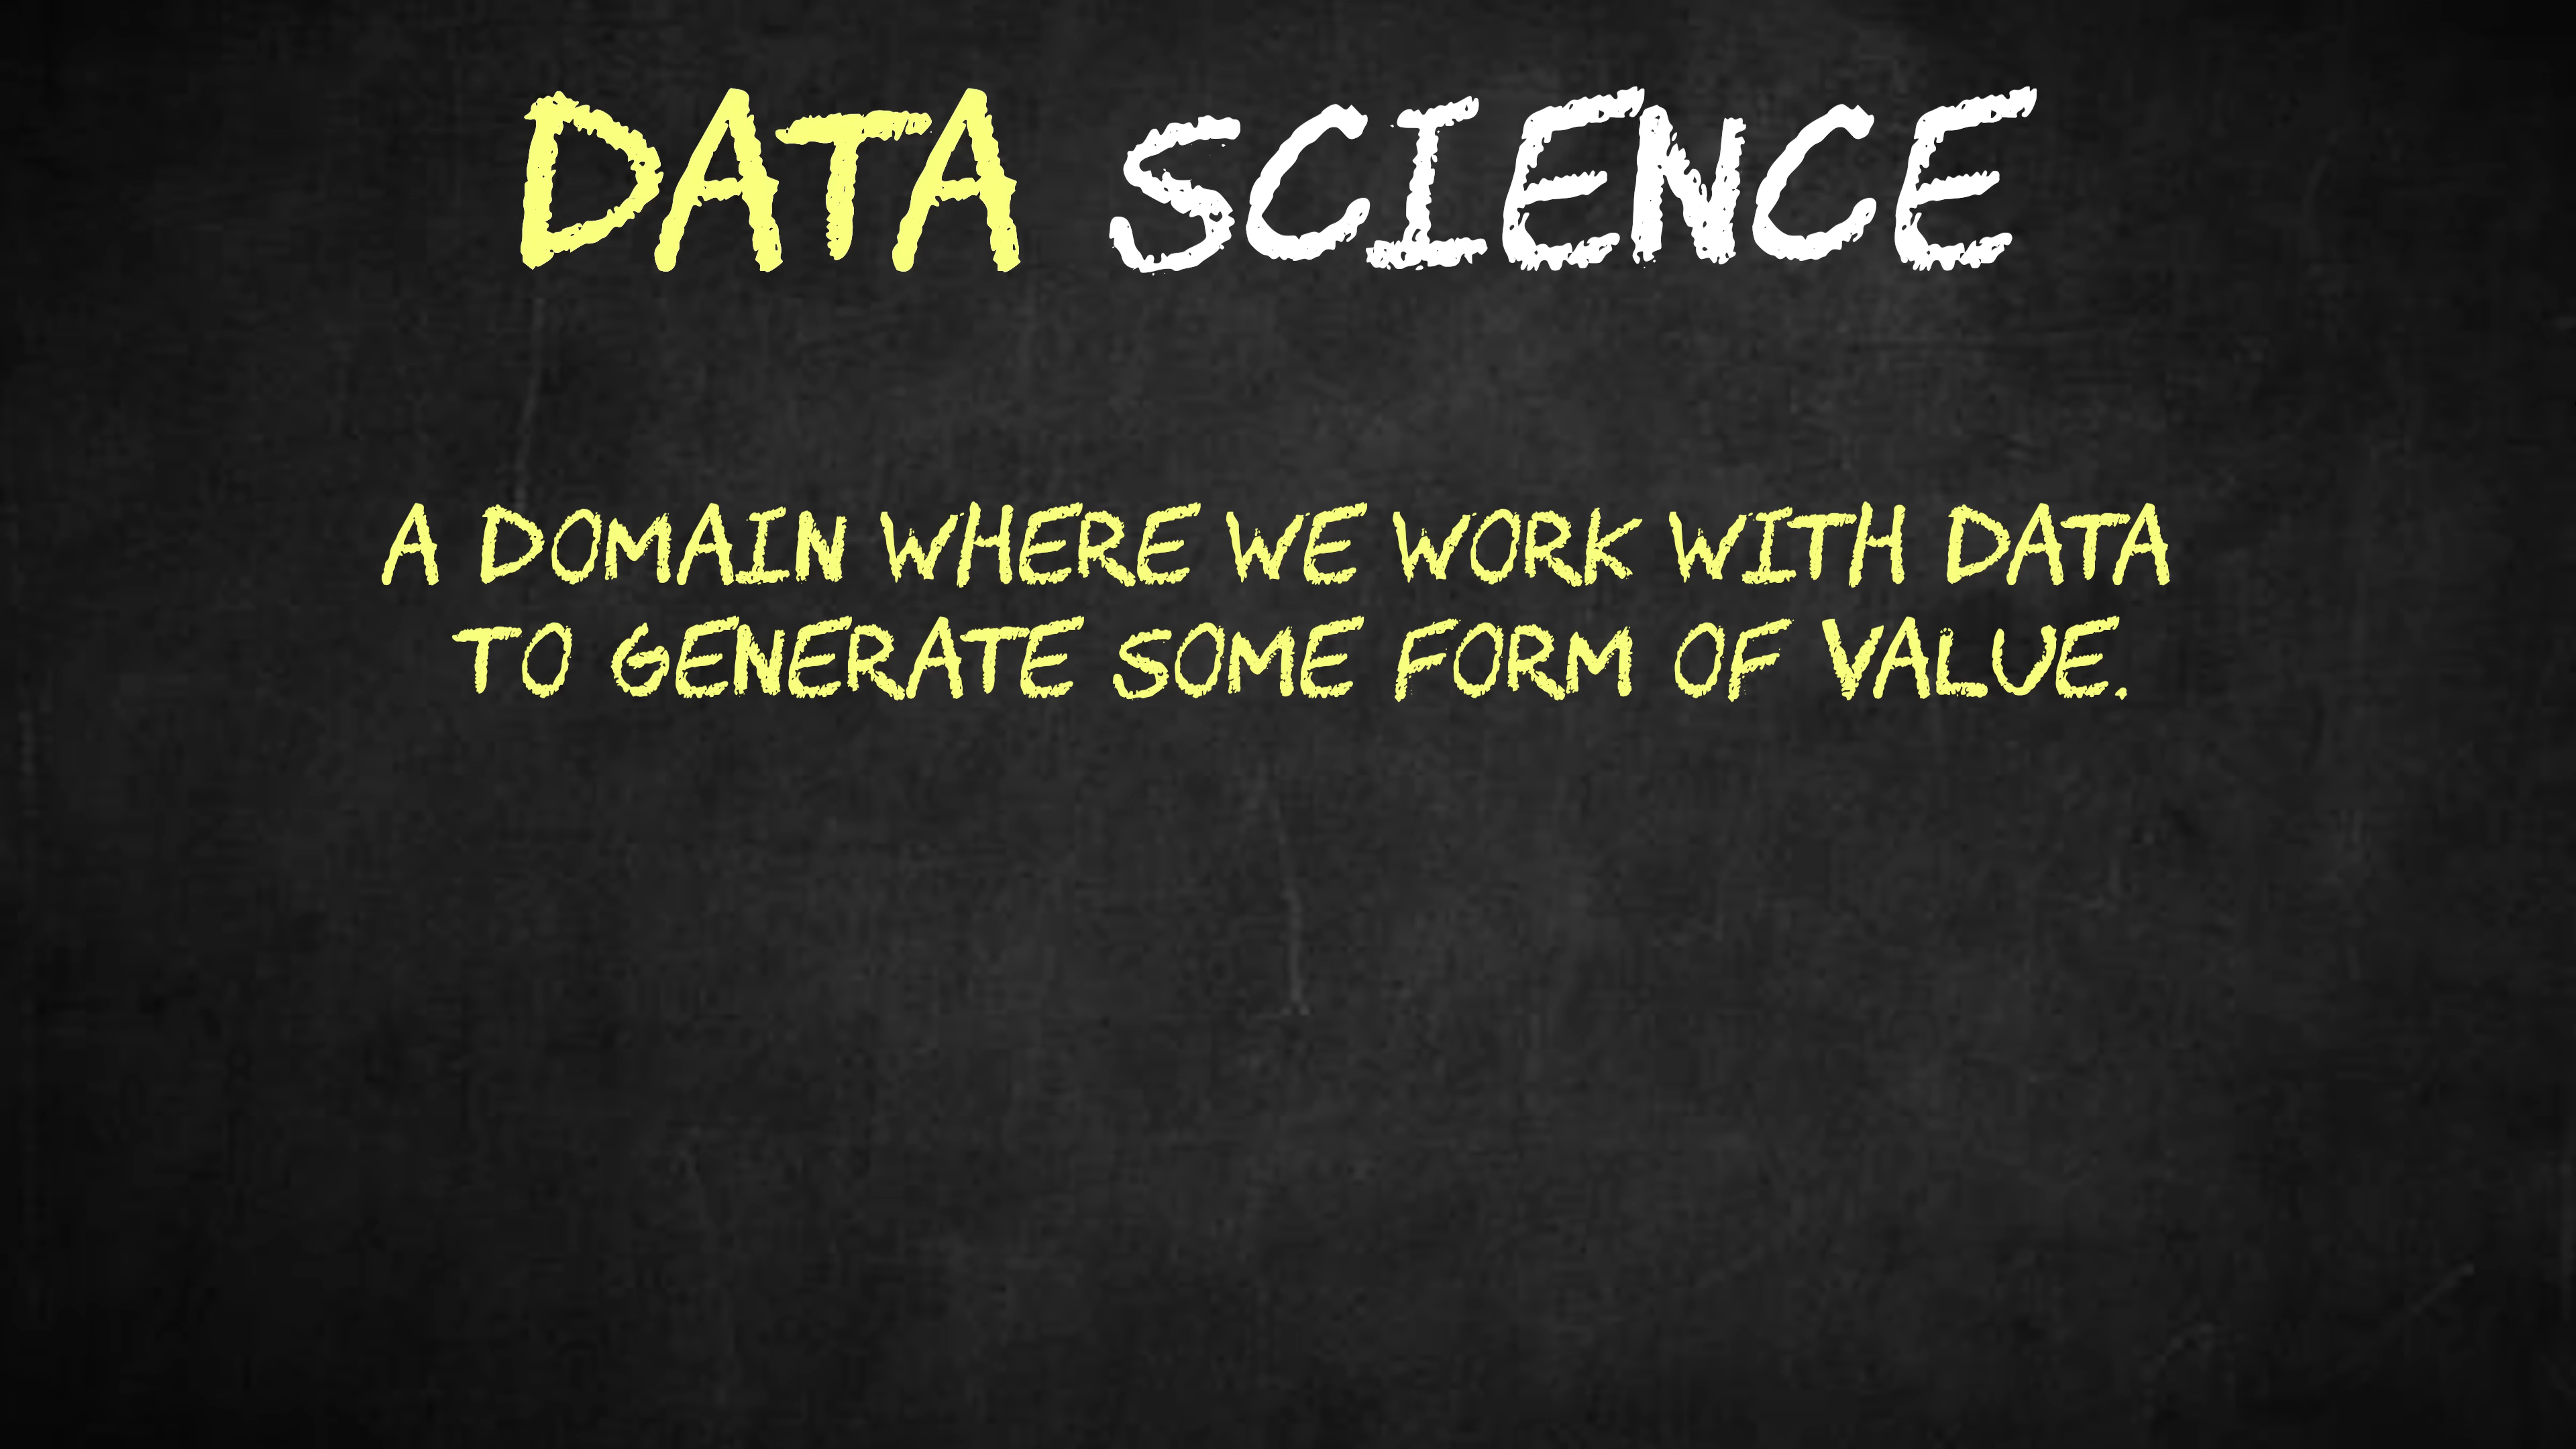 DATA SCIENCE
A DOMAIN WHERE WE WORK WITH DATA
TO GENERATE SOME FORM OF VALUE.